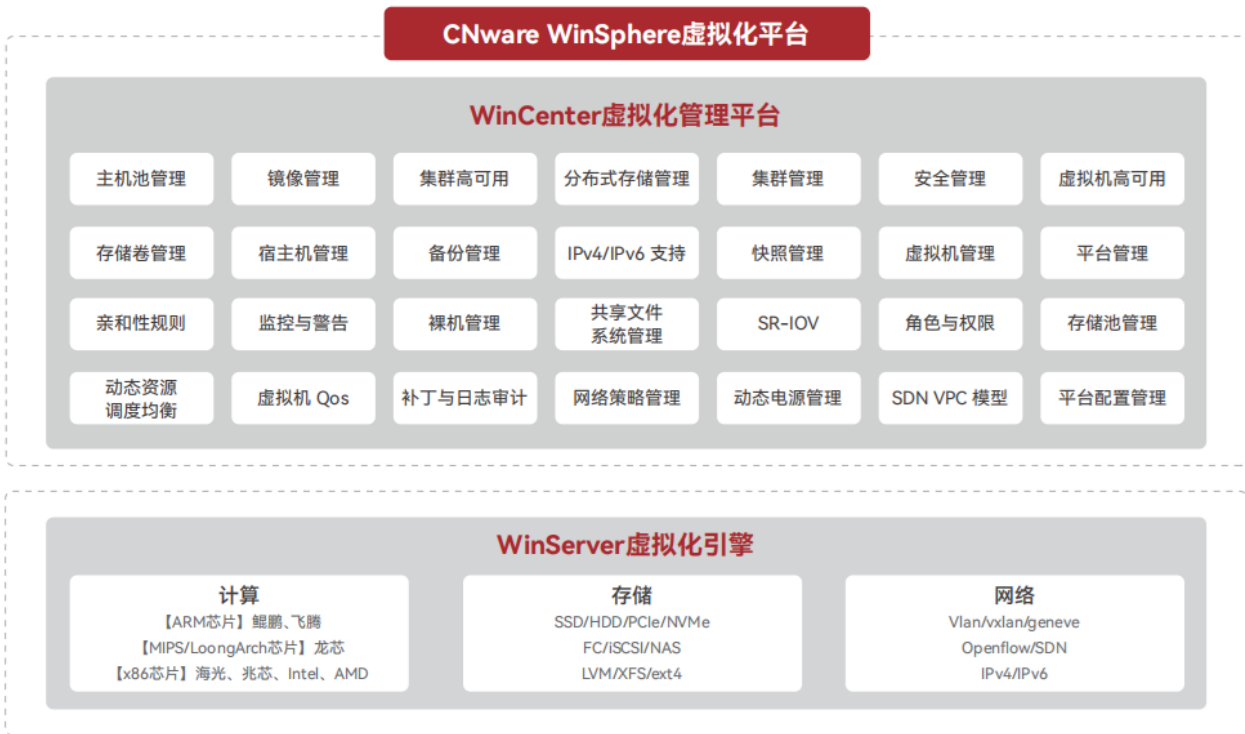 CNware WinSphere虚拟化平台
WinCenter虚拟化管理平台
主机池管理
镜像管理
集群高可用
分布式存储管理
集群管理
安全管理
虚拟机高可用
存储卷管理
宿主机管理
备份管理
IPv4/IPv6 支持
快照管理
虚拟机管理
平台管理
亲和性规则
监控与警告
裸机管理
共享文件
系统管理
SR-IOV
角色与权限
存储池管理
动态资源
调度均衡
虚拟机 Qos
补丁与日志审计
网络策略管理
动态电源管理
SDN VPC 模型
平台配置管理
WinServer虚拟化引擎
计算
【ARM芯片】鲲鹏、飞腾
【MIPS/LoongArch芯片】龙芯
【x86芯片】海光、兆芯、Intel、AMD
存储
SSD/HDD/PCIe/NVMe
FC/iSCSI/NAS
LVM/XFS/ext4
网络
Vlan/vxlan/geneve
Openflow/SDN
IPv4/IPv6